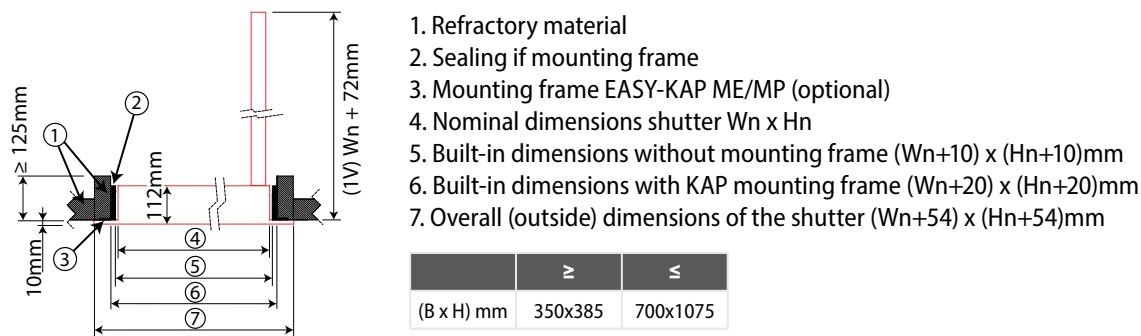 ≥ 125mm
1
2
112mm
(1V) Wn + 72mm
10mm
3
4
5
6
7
1. Refractory material
2. Sealing if mounting frame
3. Mounting frame EASY-KAP ME/MP (optional)
4. Nominal dimensions shutter Wn x Hn
5. Built-in dimensions without mounting frame (Wn+10) x (Hn+10)mm
6. Built-in dimensions with KAP mounting frame (Wn+20) x (Hn+20)mm
7. Overall (outside) dimensions of the shutter (Wn+54) x (Hn+54)mm
≥ ≤
(B x H) mm 350x385 700x1075